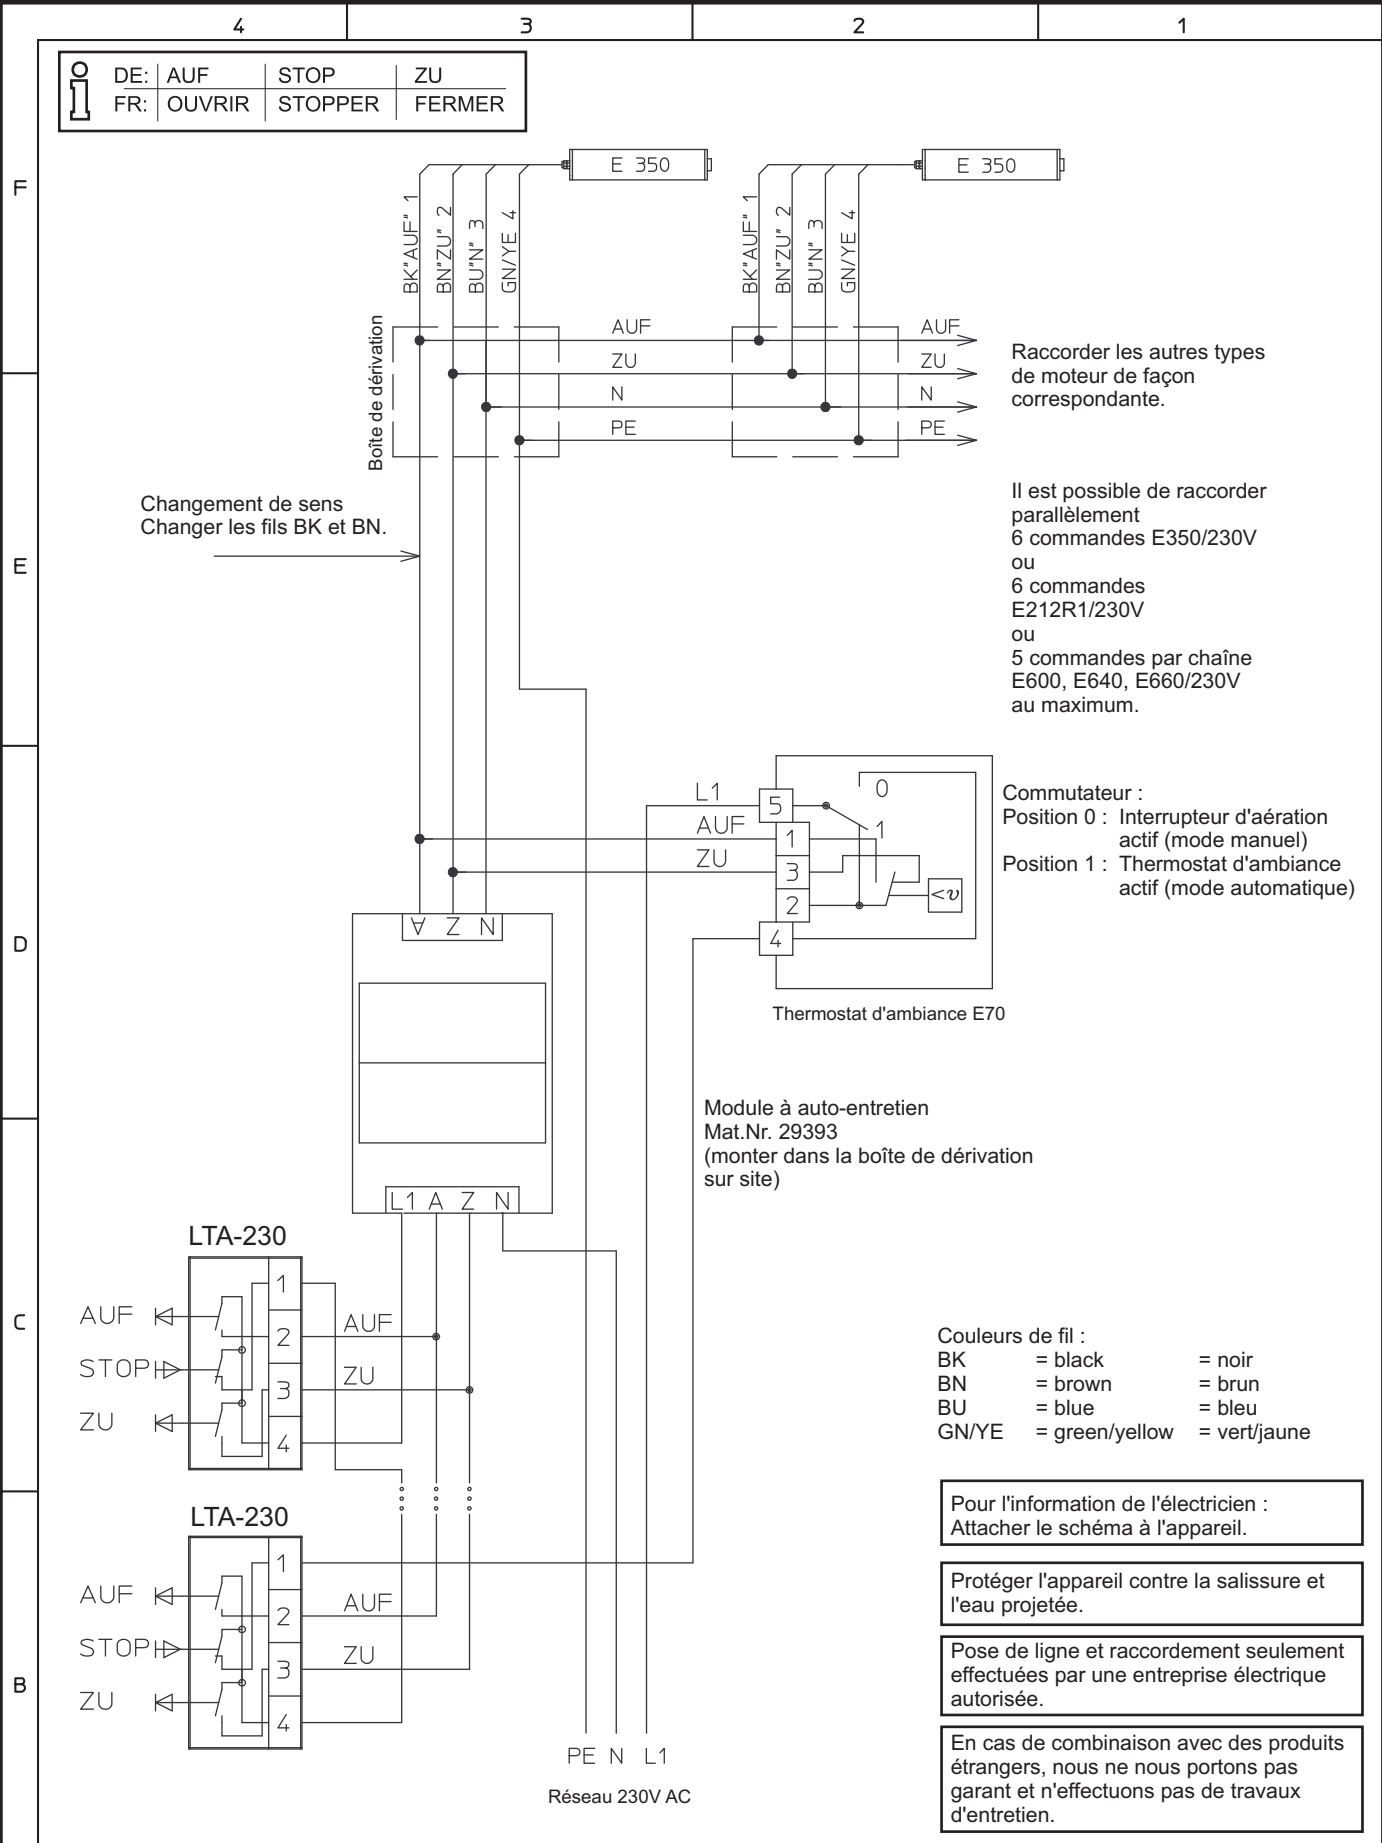 4 3 2 1
DE: AUF STOP ZU
FR: OUVRIR STOPPER FERMER
F
E 350
E 350
BK"AUF" 1
BN"ZU" 2
BU"N" 3
GN/YE 4
BK"AUF" 1
BN"ZU" 2
BU"N" 3
GN/YE 4
Boîte de dérivation
AUF AUF
ZU ZU
N N
PE PE
Raccorder les autres types
de moteur de façon
correspondante.
Changement de sens
Changer les fils BK et BN.
E
Il est possible de raccorder
parallèlement
6 commandes E350/230V
ou
6 commandes
E212R1/230V
ou
5 commandes par chaîne
E600, E640, E660/230V
au maximum.
L1 5 0
AUF 1 1
ZU 3
2 <υ
4
Commutateur :
Position 0 : Interrupteur d'aération
actif (mode manuel)
Position 1 : Thermostat d'ambiance
actif (mode automatique)
D
A Z N
Thermostat d'ambiance E70
Module à auto-entretien
Mat.Nr. 29393
(monter dans la boîte de dérivation
sur site)
L1 A Z N
LTA-230
C
1
AUF 2 AUF
STOP 3 ZU
ZU 4
Couleurs de fil :
BK = black = noir
BN = brown = brun
BU = blue = bleu
GN/YE = green/yellow = vert/jaune
LTA-230
B
1
AUF 2 AUF
STOP 3 ZU
ZU 4
PE N L1
Réseau 230V AC
Pour l'information de l'électricien :
Attacher le schéma à l'appareil.
Protéger l'appareil contre la salissure et
l'eau projetée.
Pose de ligne et raccordement seulement
effectuées par une entreprise électrique
autorisée.
En cas de combinaison avec des produits
étrangers, nous ne nous portons pas
garant et n'effectuons pas de travaux
d'entretien.